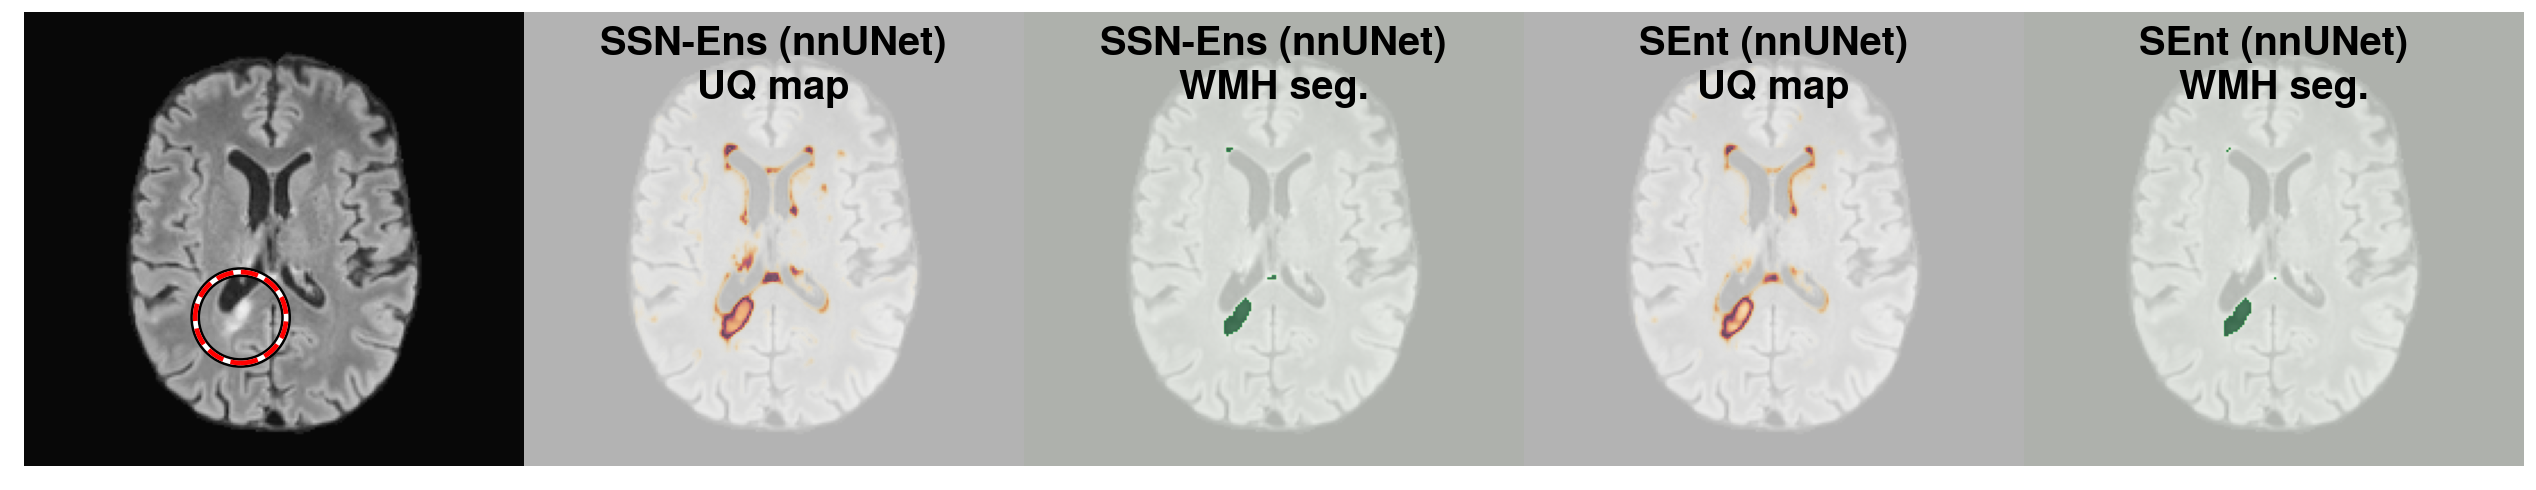 SSN-Ens (nnUNet)
UQ map
SSN-Ens (nnUNet)
WMH seg.
SEnt (nnUNet)
UQ map
SEnt (nnUNet)
WMH seg.